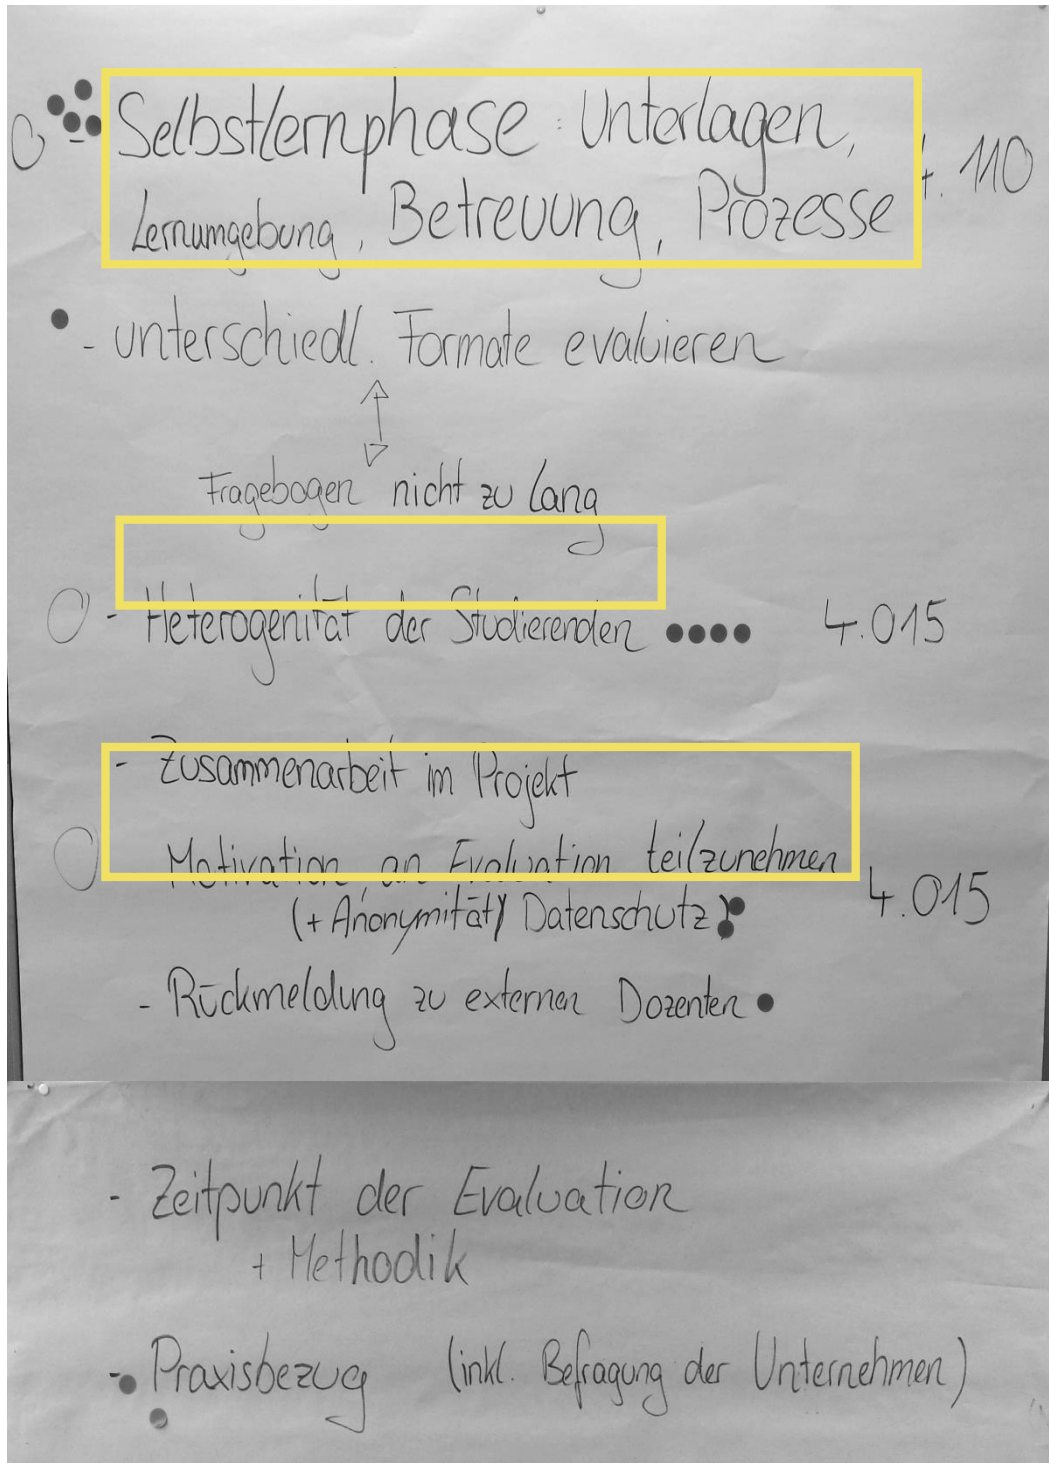 - Selbstlernphase: Unterlagen,
Lernumgebung, Betreuung, Prozesse
4. 110
- unterschiedl. Formate evaluieren
Fragebogen nicht zu lang
- Heterogenität der Studierenden
4.015
- Zusammenarbeit im Projekt
Motivation, an Evaluation teilzunehmen
(+ Anonymität / Datenschutz)
4.015
- Rückmeldung zu externen Dozenten
- Zeitpunkt der Evaluation
+ Methodik
- Praxisbezug (inkl. Befragung der Unternehmen)